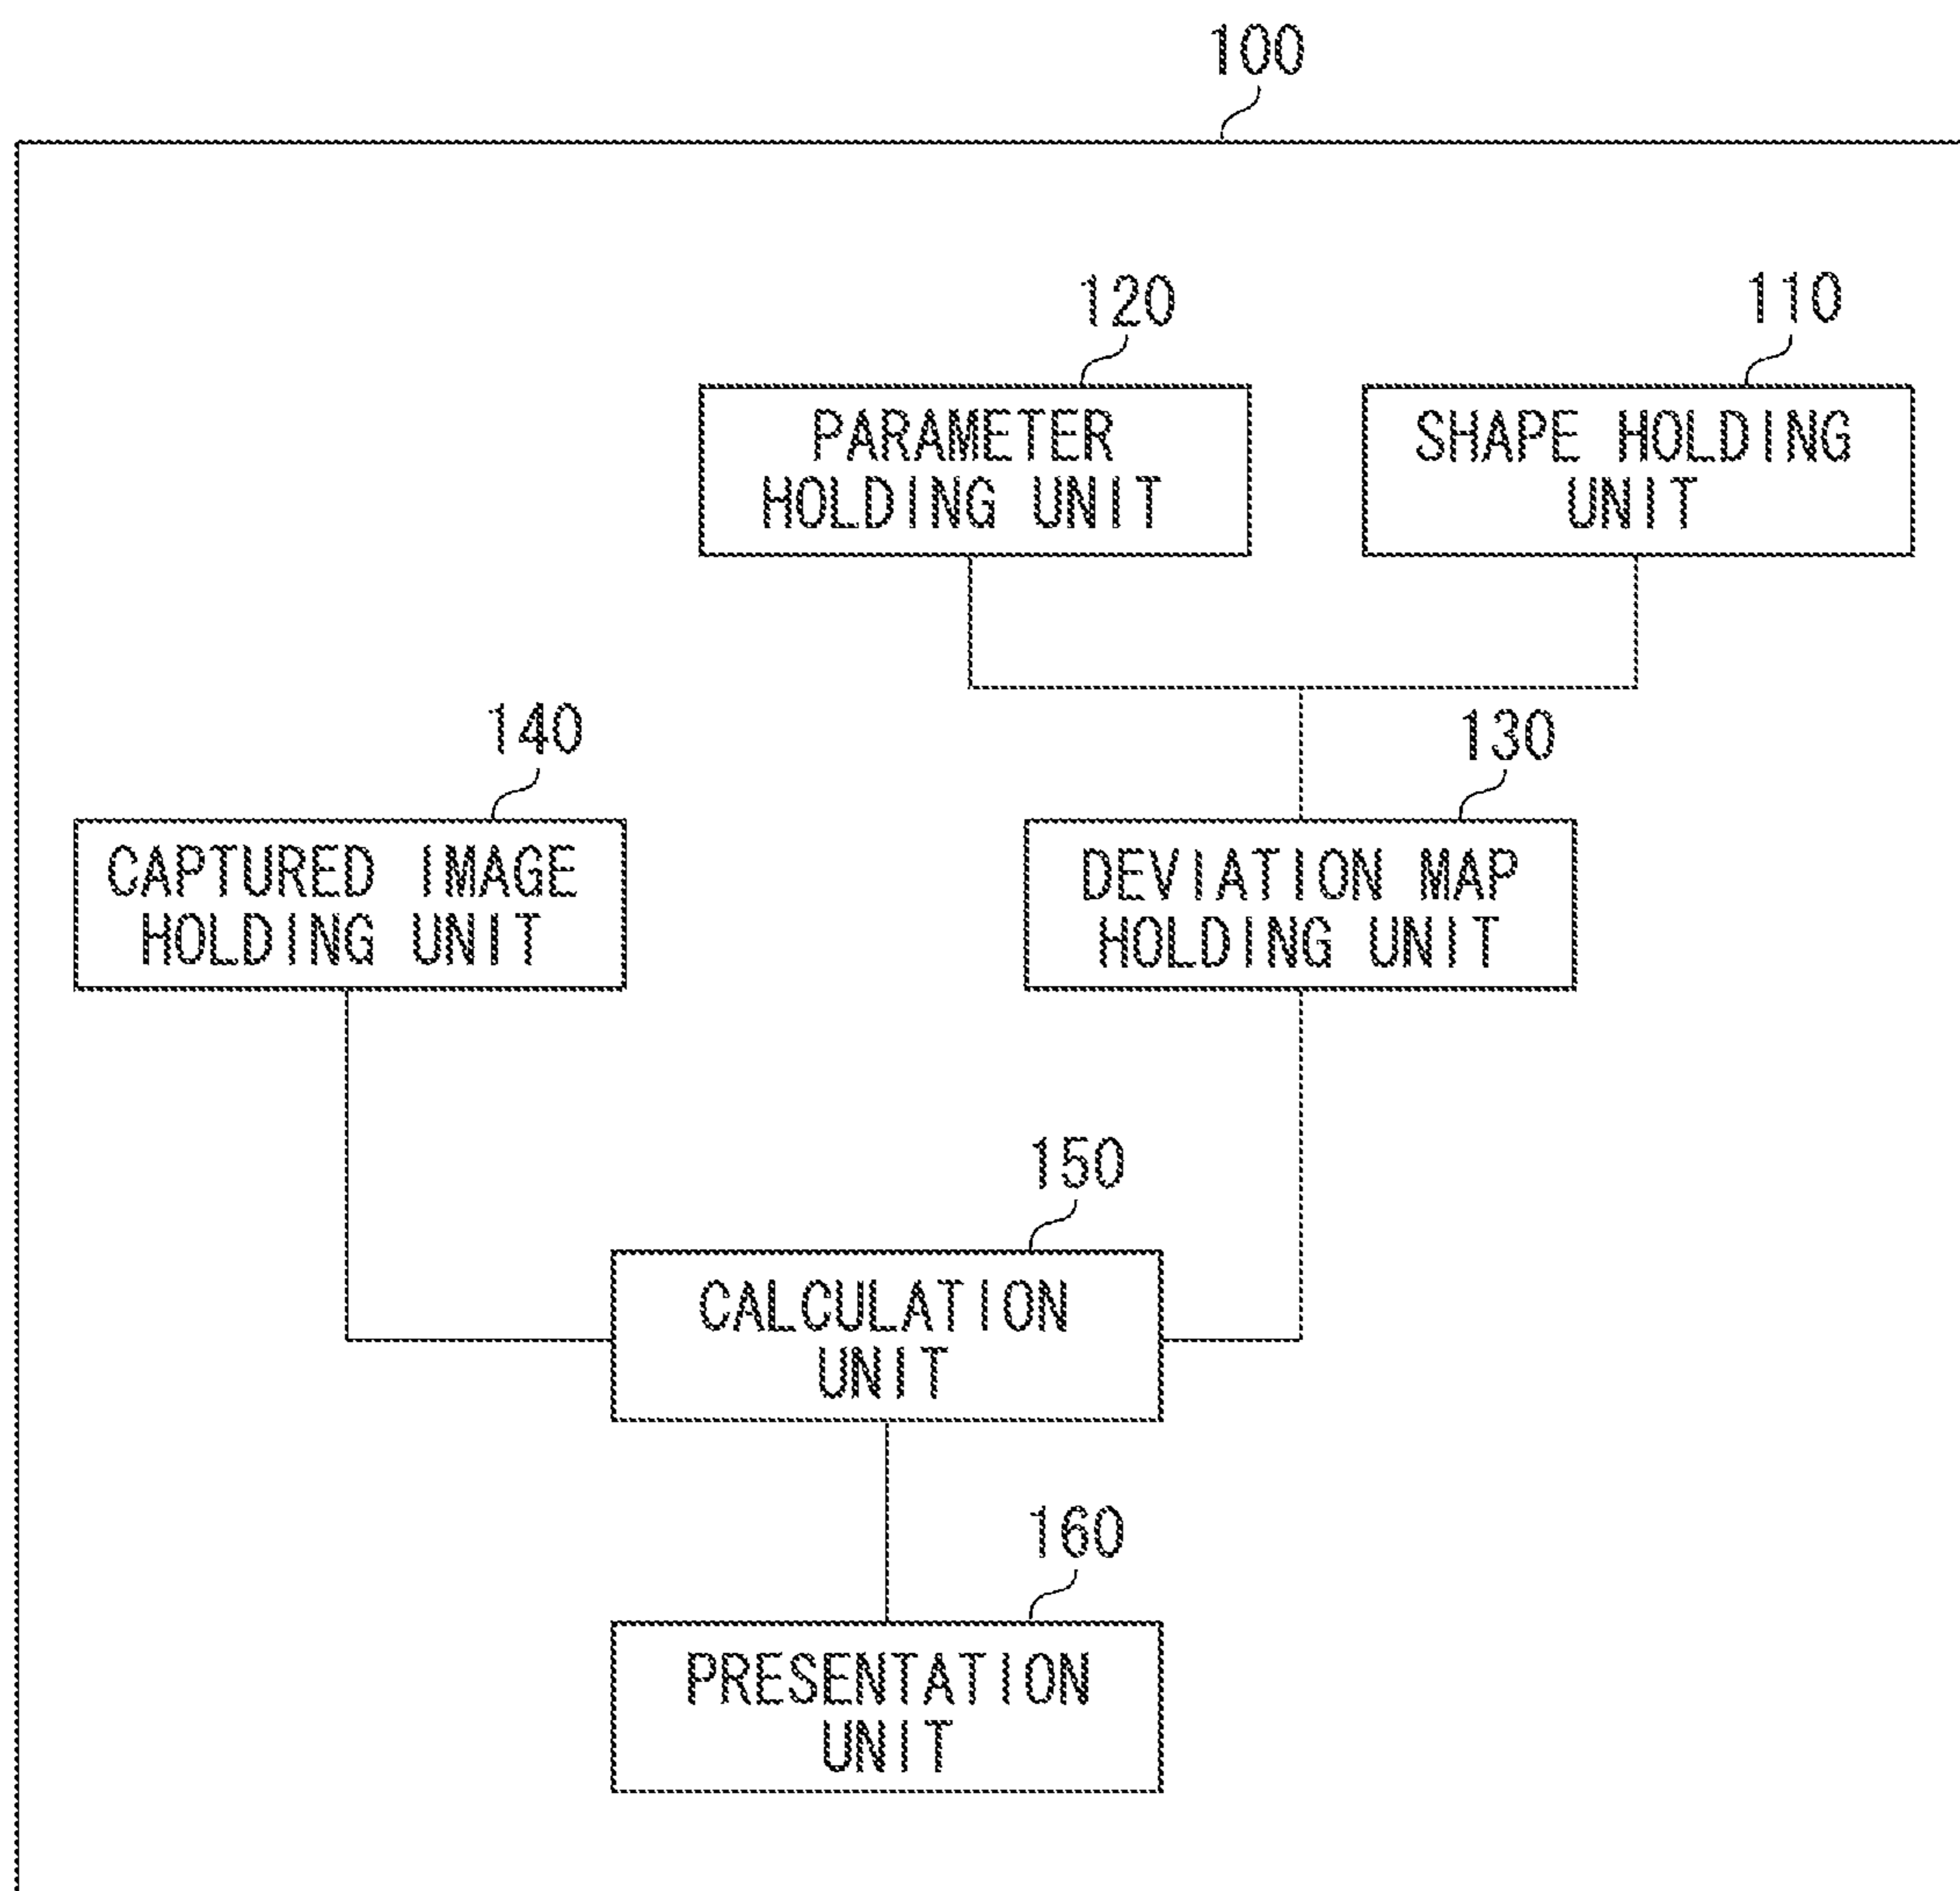 100
120
110
PARAMETER
HOLDING UNIT
SHAPE HOLDING
UNIT
140
130
CAPTURED IMAGE
HOLDING UNIT
DEVIATION MAP
HOLDING UNIT
150
CALCULATION
UNIT
160
PRESENTATION
UNIT